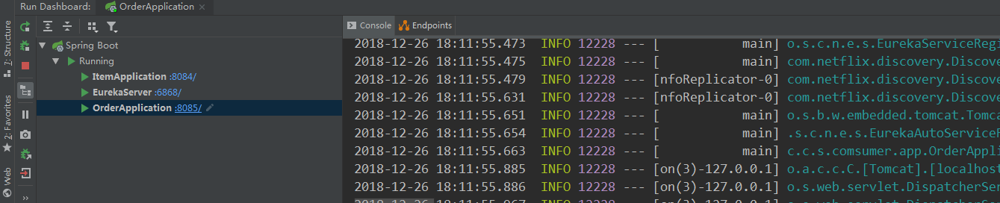 Run Dashboard: OrderApplication ×
7: Structure
2: Favorites
Web
Spring Boot
Running
ItemApplication :8084/
EurekaServer :6868/
OrderApplication :8085/
Console Endpoints
2018-12-26 18:11:55.473 INFO 12228 --- [ main] o.s.c.n.e.s.EurekaServiceRegi
2018-12-26 18:11:55.474 INFO 12228 --- [ main] com.netflix.discovery.Discove
2018-12-26 18:11:55.479 INFO 12228 --- [nfoReplicator-0] com.netflix.discovery.Discove
2018-12-26 18:11:55.631 INFO 12228 --- [nfoReplicator-0] com.netflix.discovery.Discove
2018-12-26 18:11:55.651 INFO 12228 --- [ main] o.s.b.w.embedded.tomcat.Tomca
2018-12-26 18:11:55.654 INFO 12228 --- [ main] .s.c.n.e.s.EurekaAutoServiceR
2018-12-26 18:11:55.663 INFO 12228 --- [ main] c.c.s.comsumer.app.OrderAppli
2018-12-26 18:11:55.885 INFO 12228 --- [on(3)-127.0.0.1] o.a.c.c.C.[Tomcat].[localhost
2018-12-26 18:11:55.886 INFO 12228 --- [on(3)-127.0.0.1] o.s.web.servlet.DispatcherSe